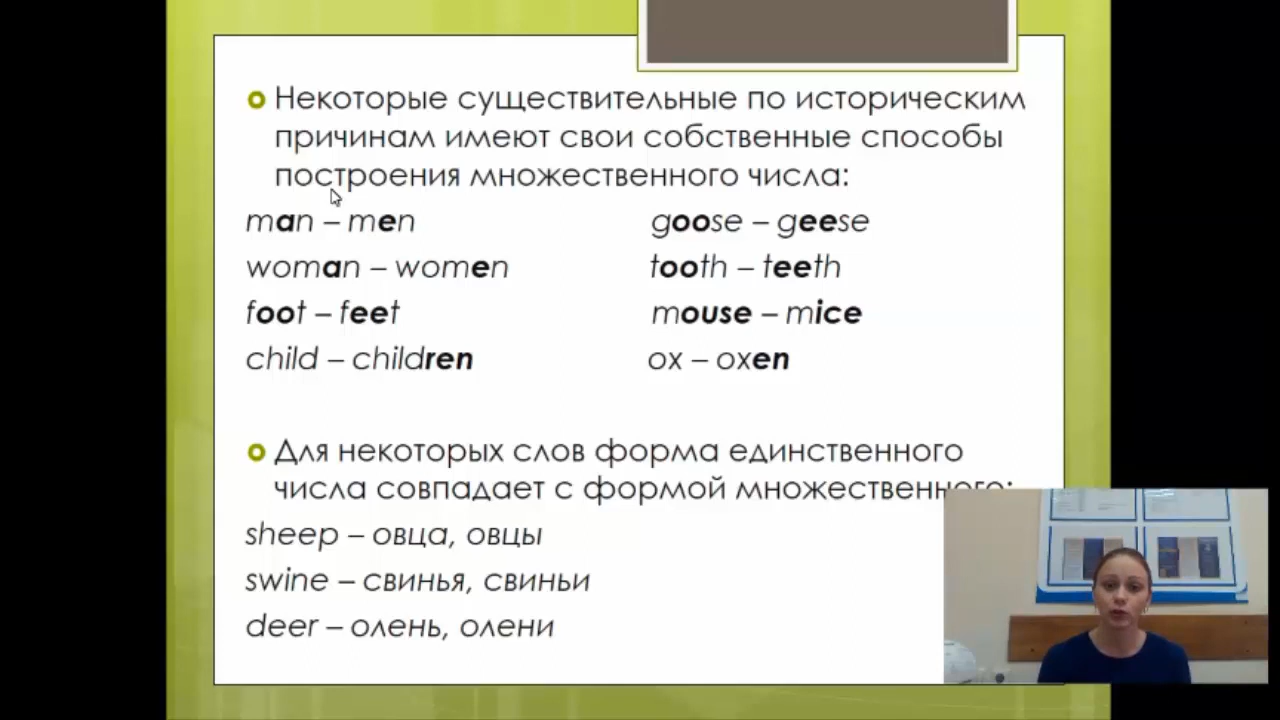 Некоторые существительные по историческим
причинам имеют свои собственные способы
построения множественного числа:
man – men
goose – geese
woman – women
tooth – teeth
foot – feet
mouse – mice
child – children
ox – oxen
Для некоторых слов форма единственного
числа совпадает с формой множественного:
sheep – овца, овцы
swine – свинья, свиньи
deer – олень, олени